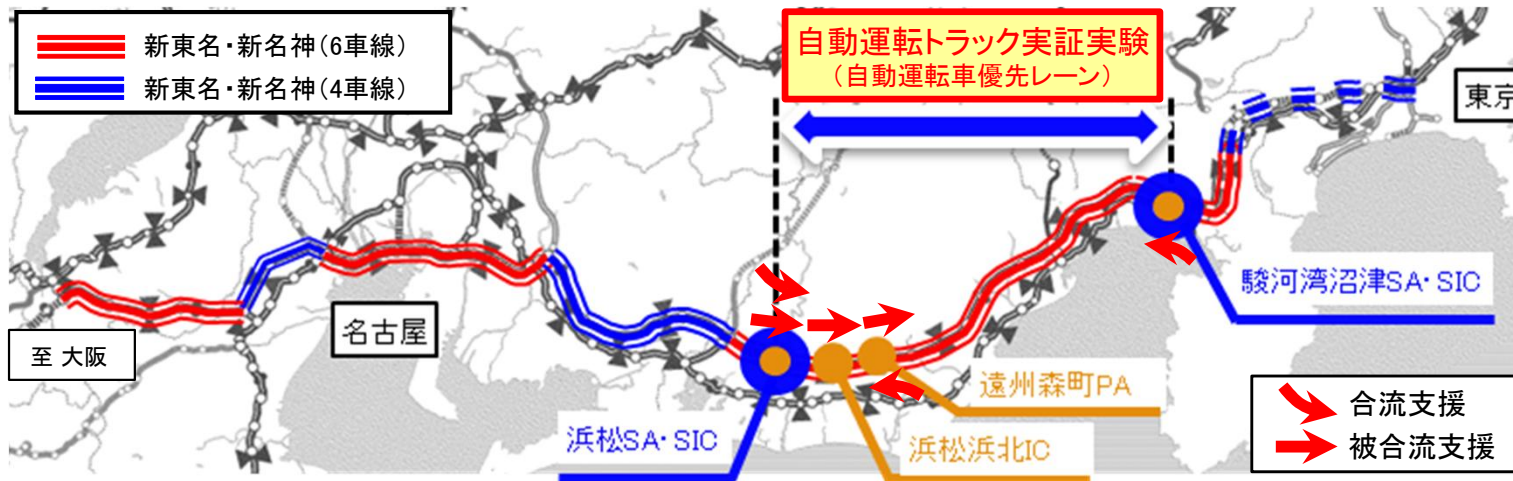 新東名・新名神(6車線)
新東名・新名神(4車線)
自動運転トラック実証実験
(自動運転車優先レーン)
東京
名古屋
至 大阪
駿河湾沼津SA・SIC
遠州森町PA
浜松浜北IC
浜松SA・SIC
合流支援
被合流支援